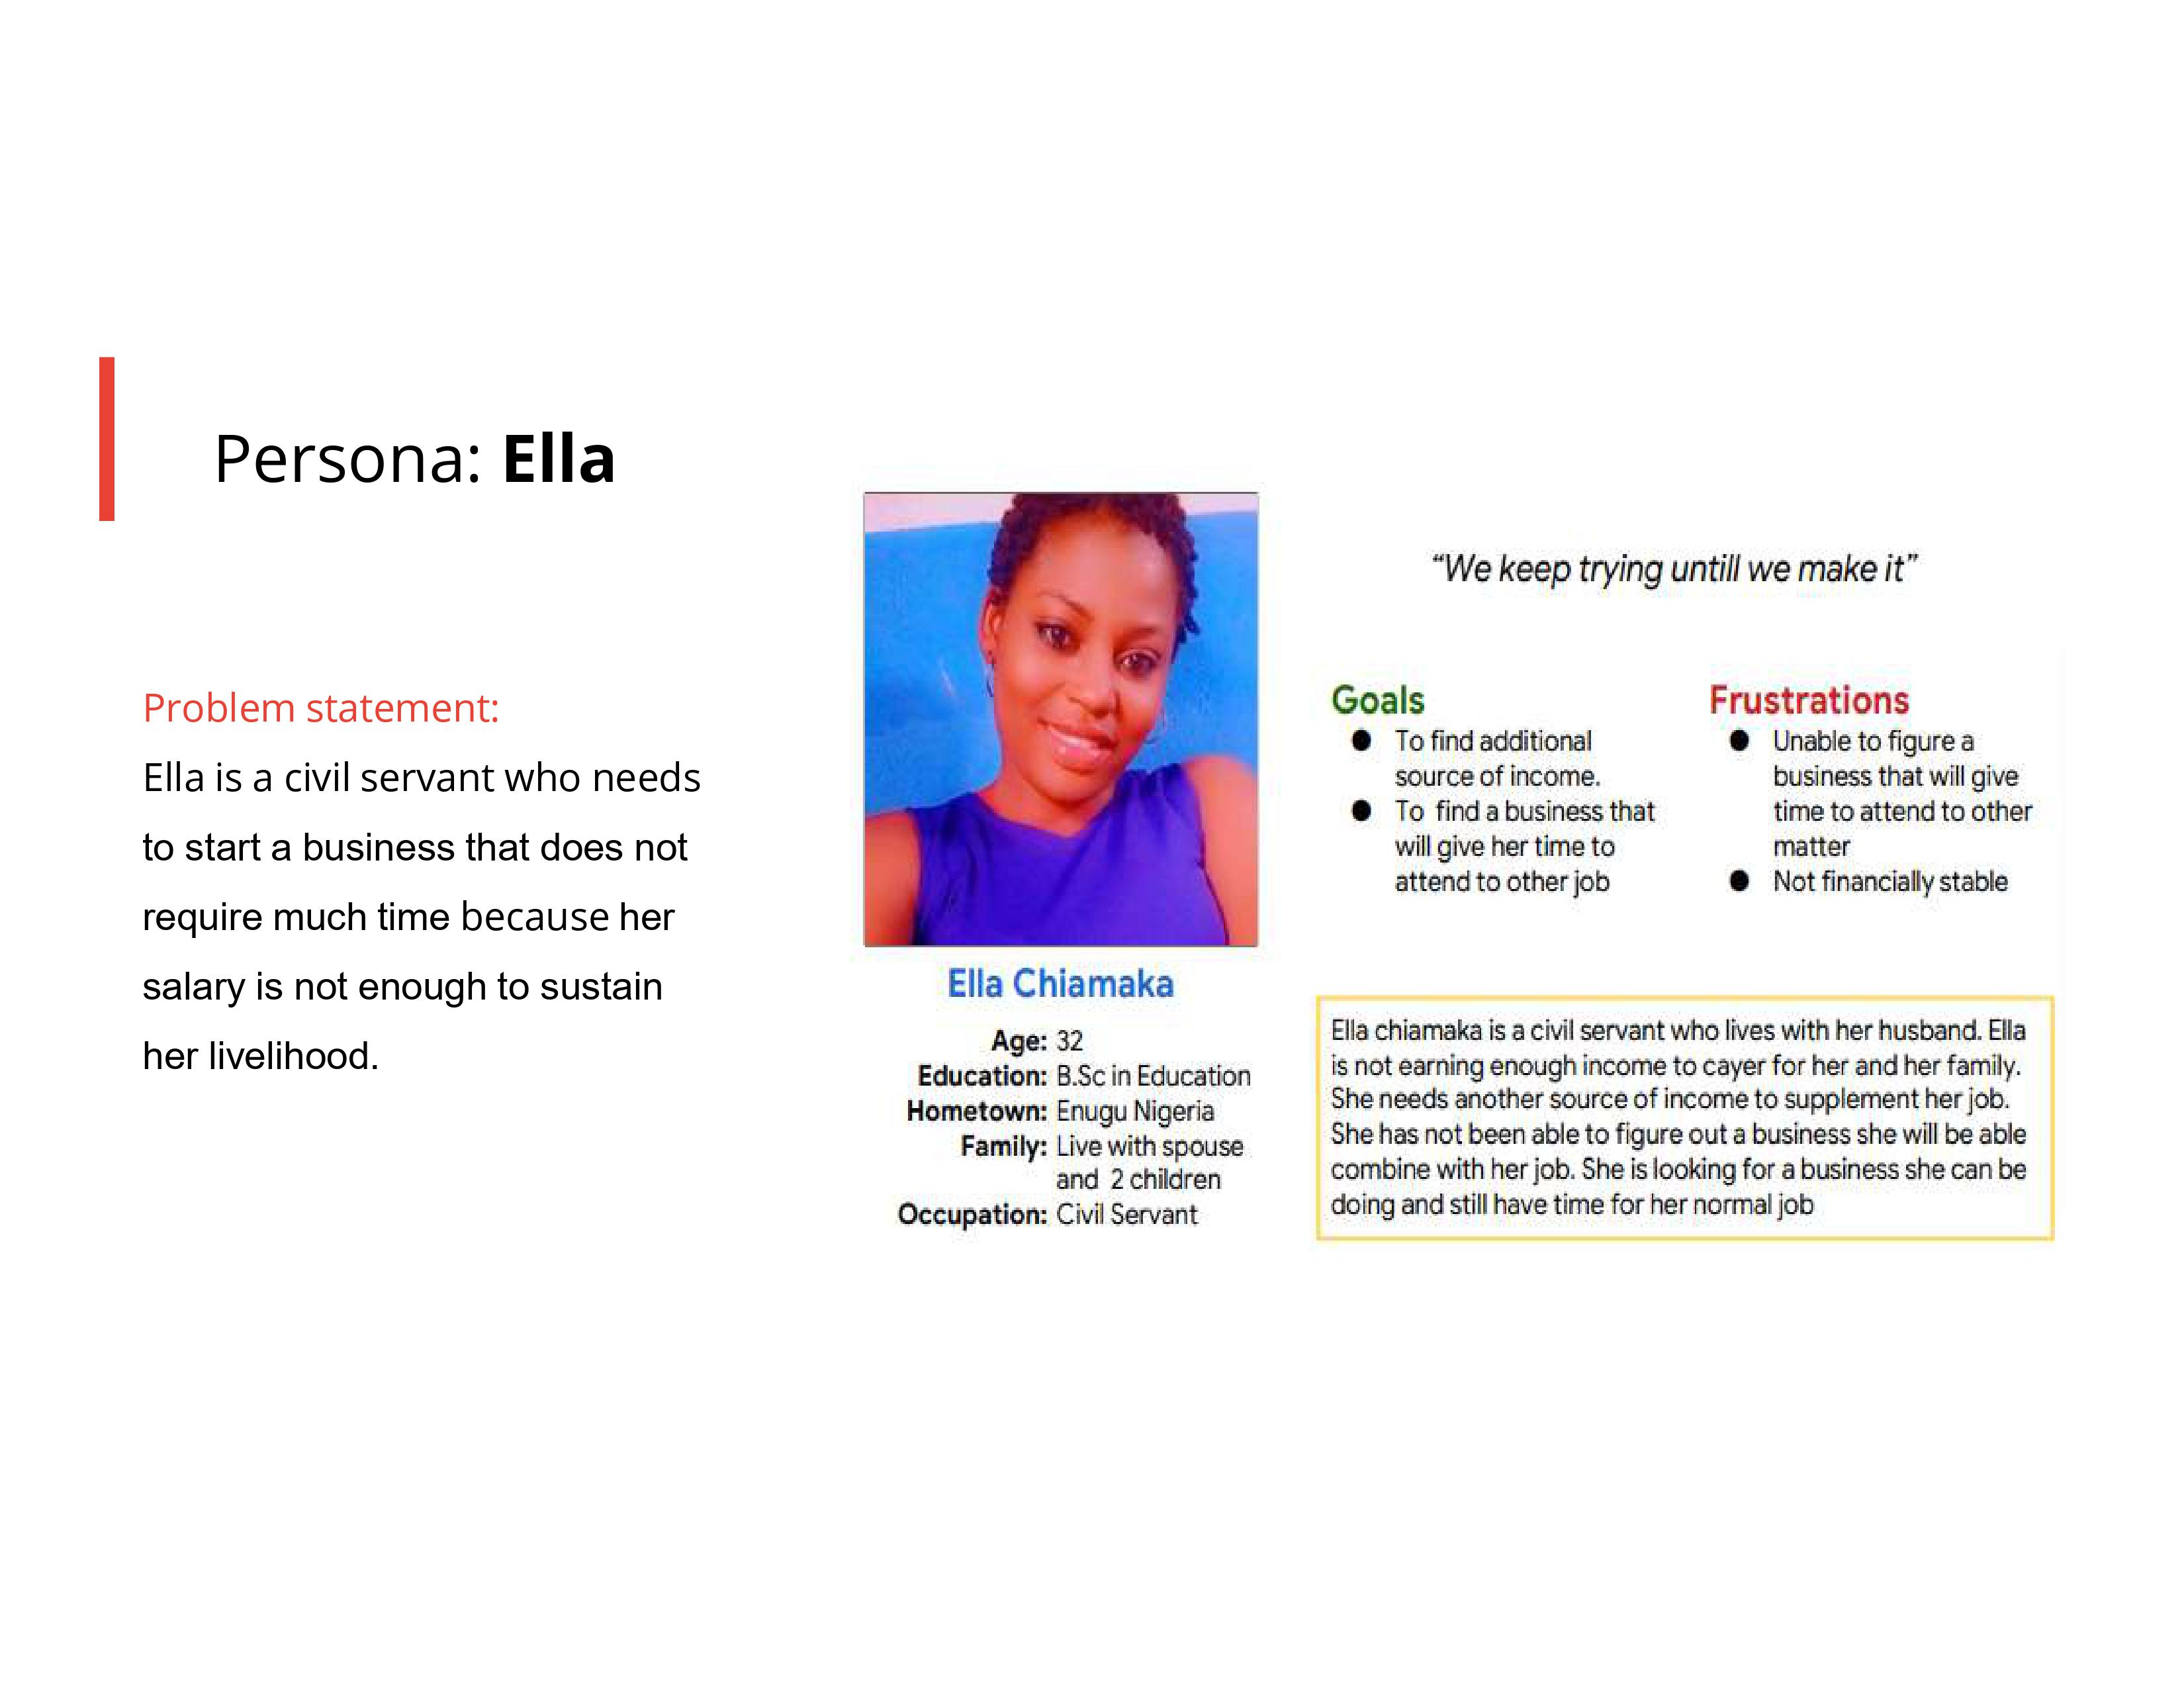 Persona: Ella
Problem statement:
Ella is a civil servant who needs
to start a business that does not
require much time because her
salary is not enough to sustain
her livelihood.
Ella Chiamaka
Age: 32
Education: B.Sc in Education
Hometown: Enugu Nigeria
Family: Live with spouse
and 2 children
Occupation: Civil Servant
“We keep trying untill we make it”
Goals
● To find additional
source of income.
● To find a business that
will give her time to
attend to other job
Frustrations
● Unable to figure a
business that will give
time to attend to other
matter
● Not financially stable
Ella chiamaka is a civil servant who lives with her husband. Ella
is not earning enough income to cayer for her and her family.
She needs another source of income to supplement her job.
She has not been able to figure out a business she will be able
combine with her job. She is looking for a business she can be
doing and still have time for her normal job